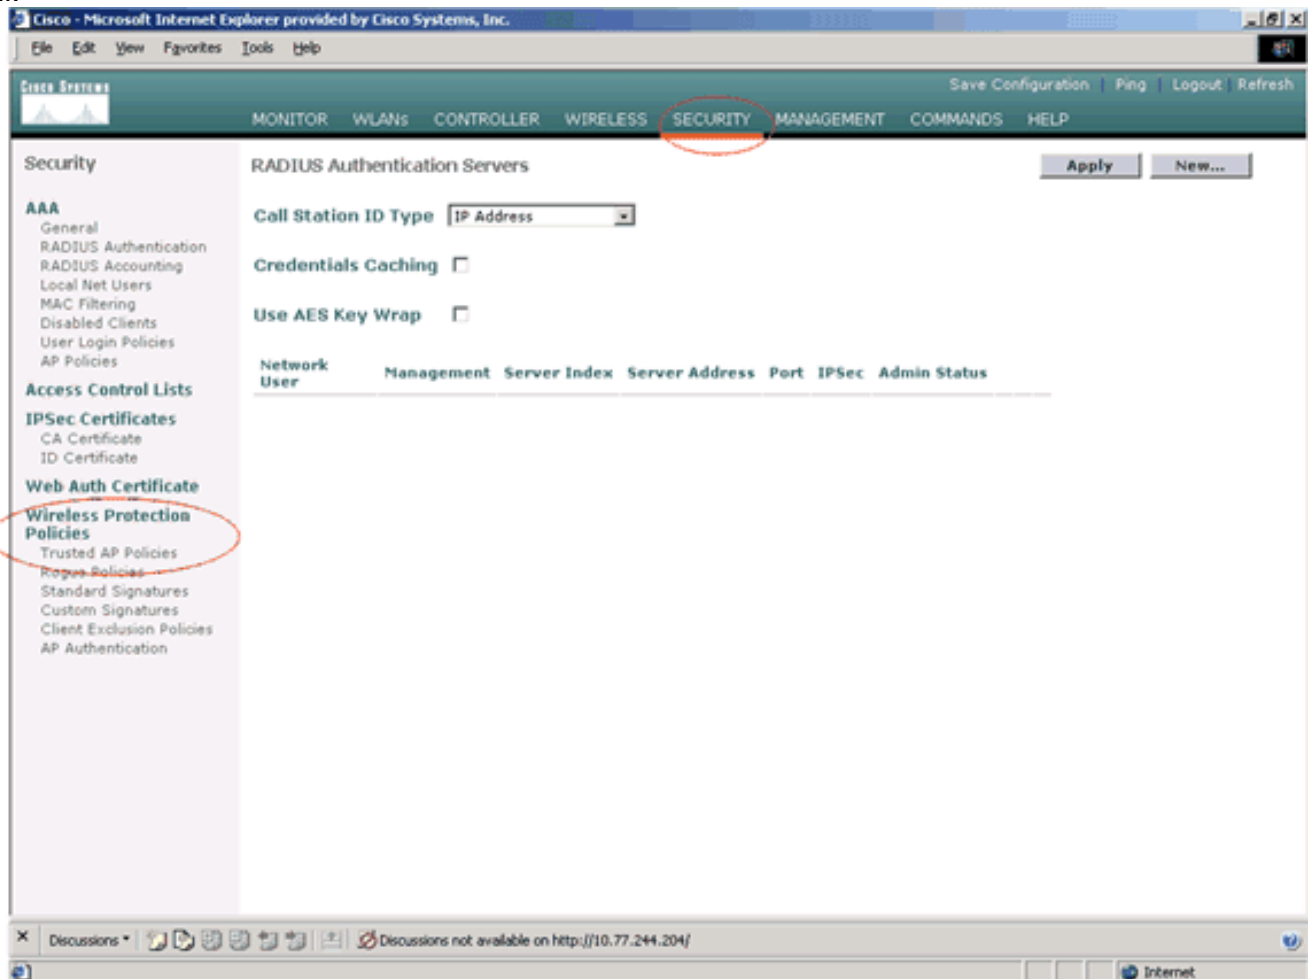 Cisco - Microsoft Internet Explorer provided by Cisco Systems, Inc.
File Edit View Favorites Tools Help
Cisco Systems
Save Configuration | Ping | Logout | Refresh
MONITOR WLANs CONTROLLER WIRELESS SECURITY MANAGEMENT COMMANDS HELP
Security
RADIUS Authentication Servers
Apply New...
AAA
General
RADIUS Authentication
RADIUS Accounting
Local Net Users
MAC Filtering
Disabled Clients
User Login Policies
AP Policies
Access Control Lists
IPSec Certificates
CA Certificate
ID Certificate
Web Auth Certificate
Wireless Protection
Policies
Trusted AP Policies
Rogue Policies
Standard Signatures
Custom Signatures
Client Exclusion Policies
AP Authentication
Call Station ID Type IP Address
Credentials Caching
Use AES Key Wrap
Network
User Management Server Index Server Address Port IPSec Admin Status
Discussions Discussions not available on http://10.77.244.204/
Internet